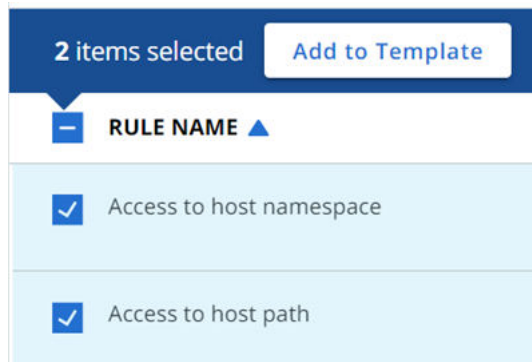 2 items selected Add to Template
RULE NAME
Access to host namespace
Access to host path